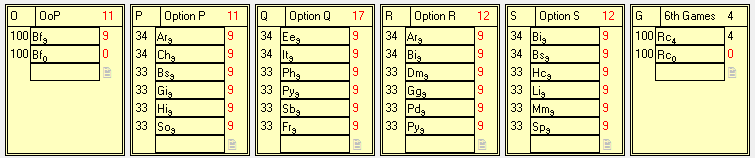 O OoP 11
100 Bf9 9
100 Bf0 0
P Option P 11
34 Ar9 9
34 Ch9 9
33 Bs9 9
33 Gi9 9
33 Hi9 9
33 So9 9
Q Option Q 17
34 Ee9 9
34 It9 9
33 Ph9 9
33 Py9 9
33 Sb9 9
33 Fr9 9
R Option R 12
34 Ar9 9
34 Bi9 9
33 Dm9 9
33 Gg9 9
33 Pd9 9
33 Py9 9
S Option S 12
34 Bi9 9
34 Bs9 9
33 Hc9 9
33 Li9 9
33 Mm9 9
33 Sp9 9
G 6th Games 4
100 Rc4 4
100 Rc0 0